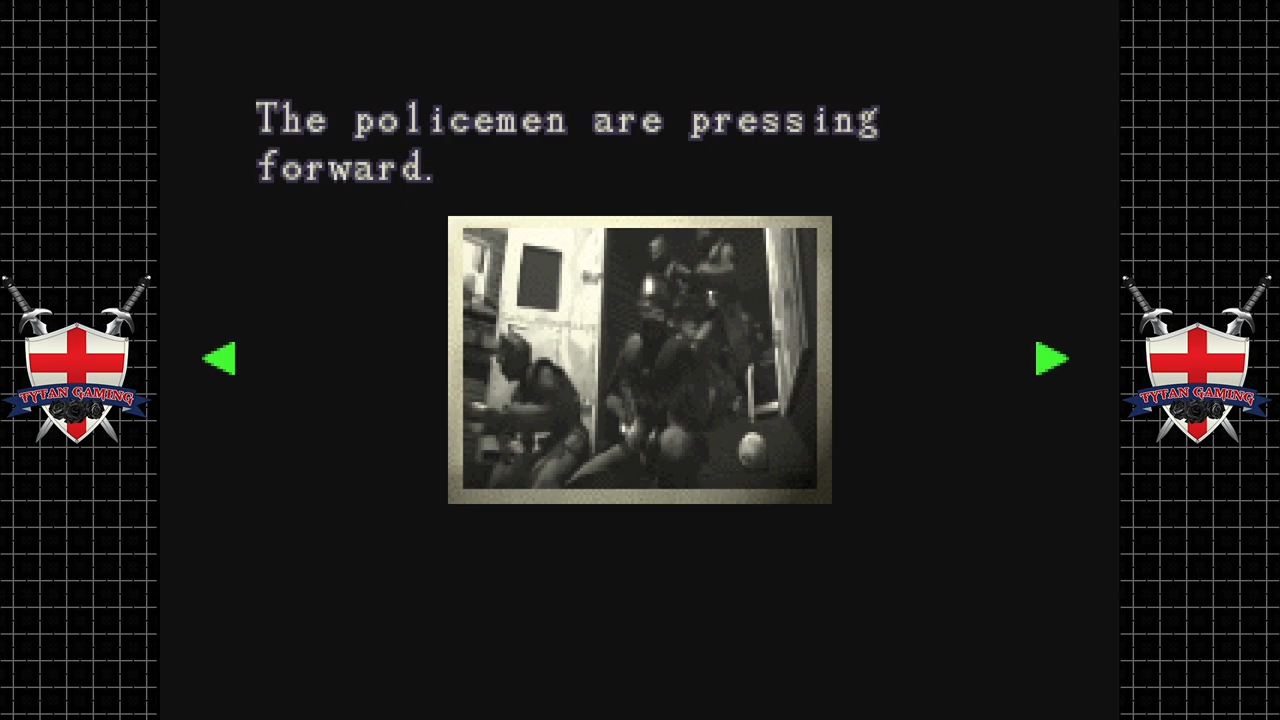 The policemen are pressing
forward.
TYTAN GAMING
TYTAN GAMING